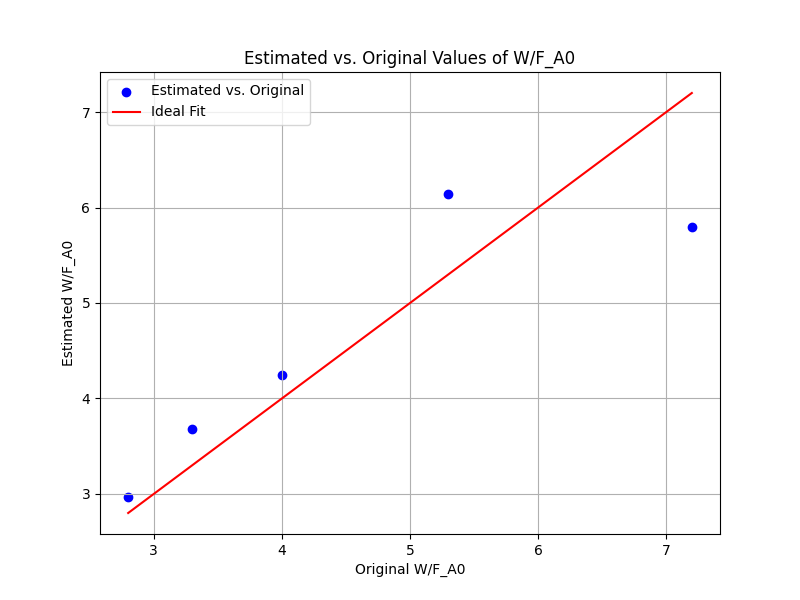 Estimated vs. Original Values of W/F_A0
Estimated vs. Original
Ideal Fit
7
6
5
4
3
Estimated W/F_A0
3 4 5 6 7
Original W/F_A0